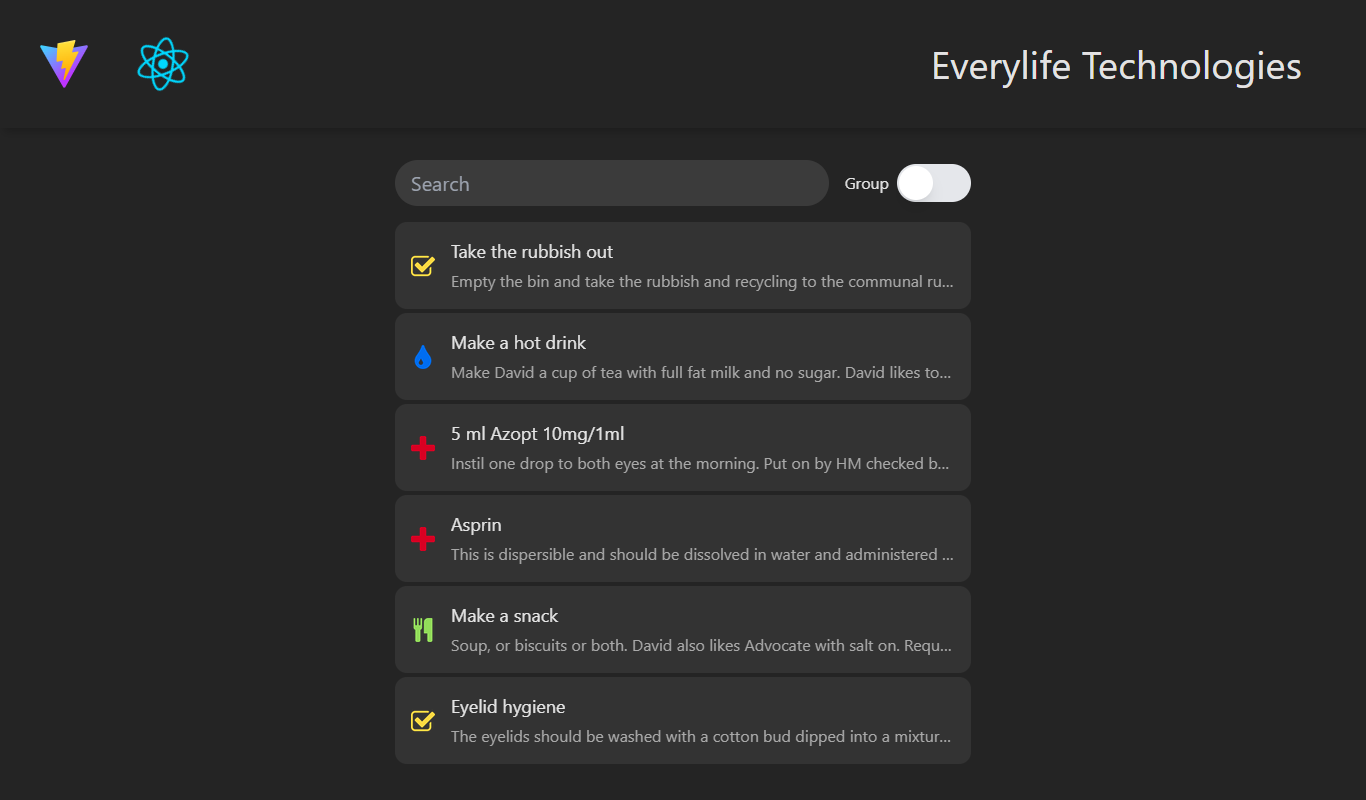 Everylife Technologies
Search
Group
Take the rubbish out
Empty the bin and take the rubbish and recycling to the communal ru...
Make a hot drink
Make David a cup of tea with full fat milk and no sugar. David likes to...
5 ml Azopt 10mg/1ml
Instil one drop to both eyes at the morning. Put on by HM checked b...
Asprin
This is dispersible and should be dissolved in water and administered ...
Make a snack
Soup, or biscuits or both. David also likes Advocate with salt on. Requ...
Eyelid hygiene
The eyelids should be washed with a cotton bud dipped into a mixtur...